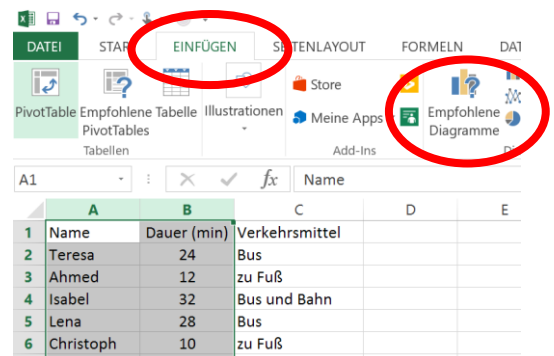 DATEI STAR EINFÜGEN SEITENLAYOUT FORMELN DAT
PivotTable Empfohlene PivotTables Tabelle Illustrationen Store Meine Apps Empfohlene Diagramme
Tabellen Add-Ins
A1 fx Name
A B C D E
1 Name Dauer (min) Verkehrsmittel
2 Teresa 24 Bus
3 Ahmed 12 zu Fuß
4 Isabel 32 Bus und Bahn
5 Lena 28 Bus
6 Christoph 10 zu Fuß